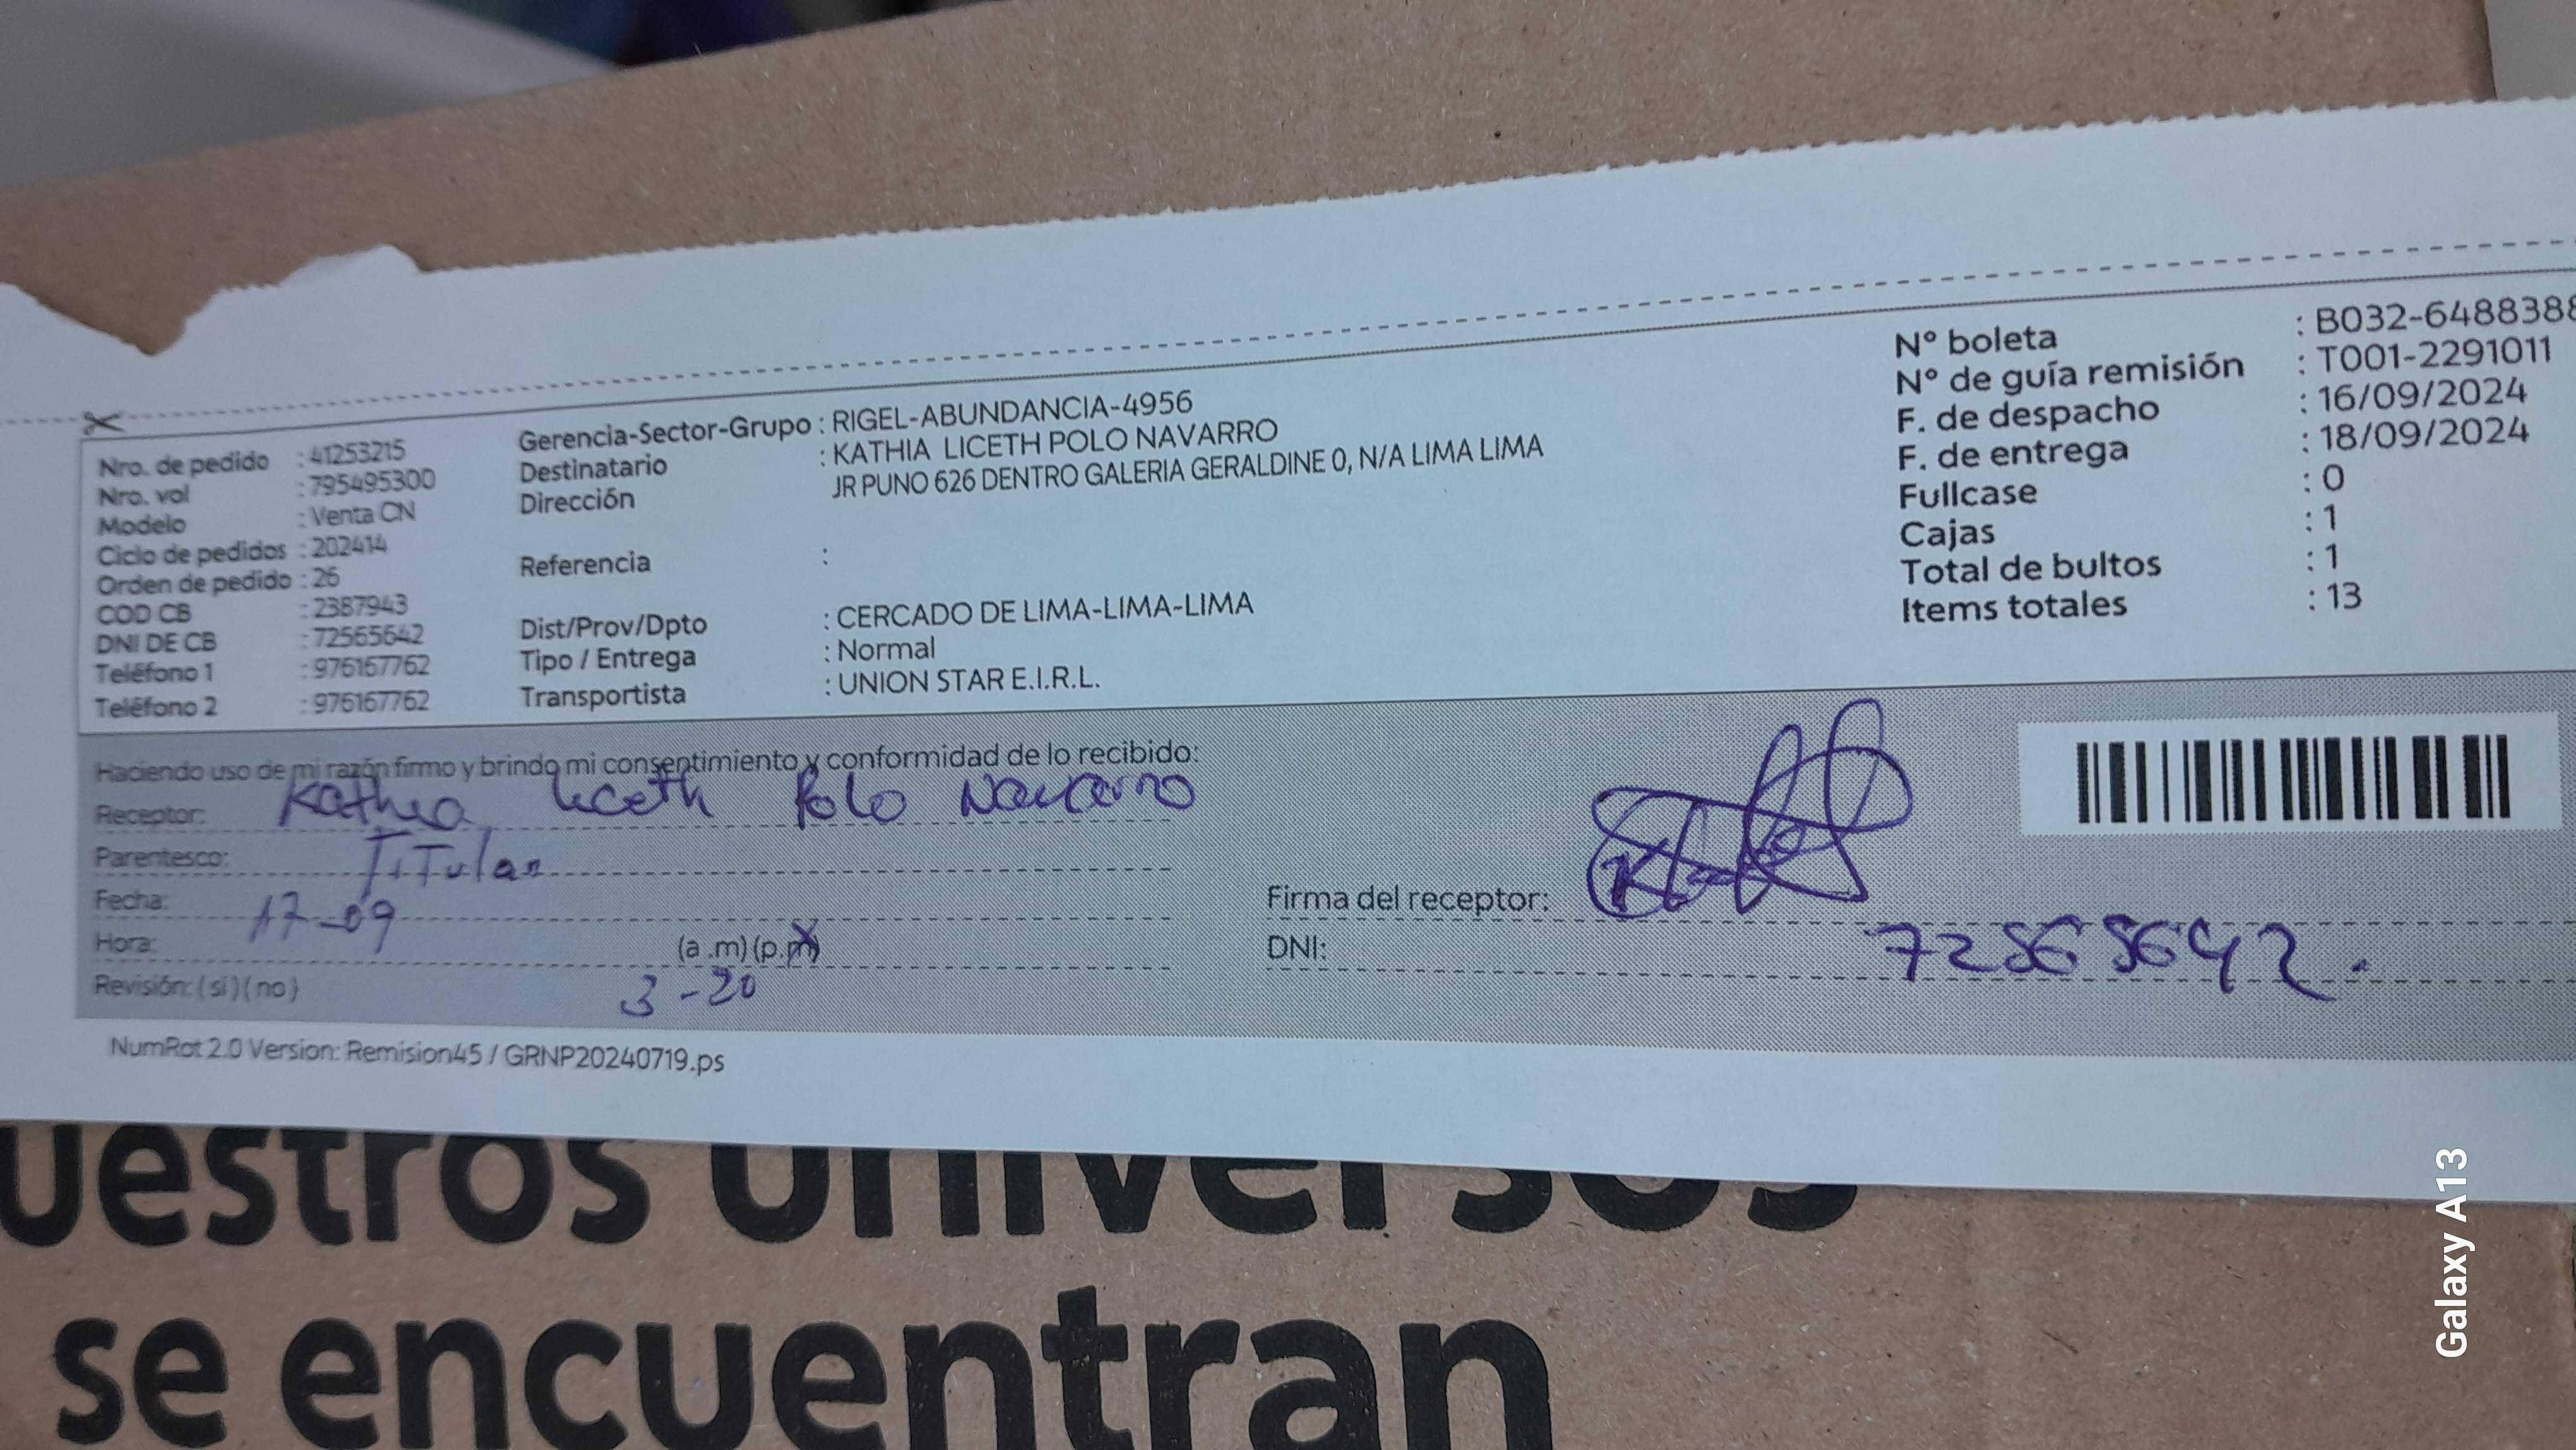 Nro. de pedido : 41253215
Nro. vol : 795495300
Modelo : Venta CN
Ciclo de pedidos : 202414
Orden de pedido : 26
COD CB : 2387943
DNI DE CB : 72565642
Teléfono 1 : 976167762
Teléfono 2 : 976167762
Gerencia-Sector-Grupo : RIGEL-ABUNDANCIA-4956
Destinatario : KATHIA LICETH POLO NAVARRO
Dirección JR PUNO 626 DENTRO GALERIA GERALDINE 0, N/A LIMA LIMA
Referencia :
Dist/Prov/Dpto : CERCADO DE LIMA-LIMA-LIMA
Tipo / Entrega : Normal
Transportista : UNION STAR E.I.R.L.
N° boleta : B032-6488388
N° de guía remisión : T001-2291011
F. de despacho : 16/09/2024
F. de entrega : 18/09/2024
Fullcase : 0
Cajas : 1
Total de bultos : 1
Items totales : 13
Haciendo uso de mi razón firmo y brindo mi consentimiento y conformidad de lo recibido:
Receptor: Kathia liceth Polo Navarro
Parentesco: Titular
Fecha: 17-09
Hora: (a.m) (p.m)
Revisión: (si) (no) 3-20
Firma del receptor:
DNI: 72565642.
NumRot 2.0 Version: Remision45 / GRNP20240719.ps
uestros universos
se encuentran
Galaxy A13